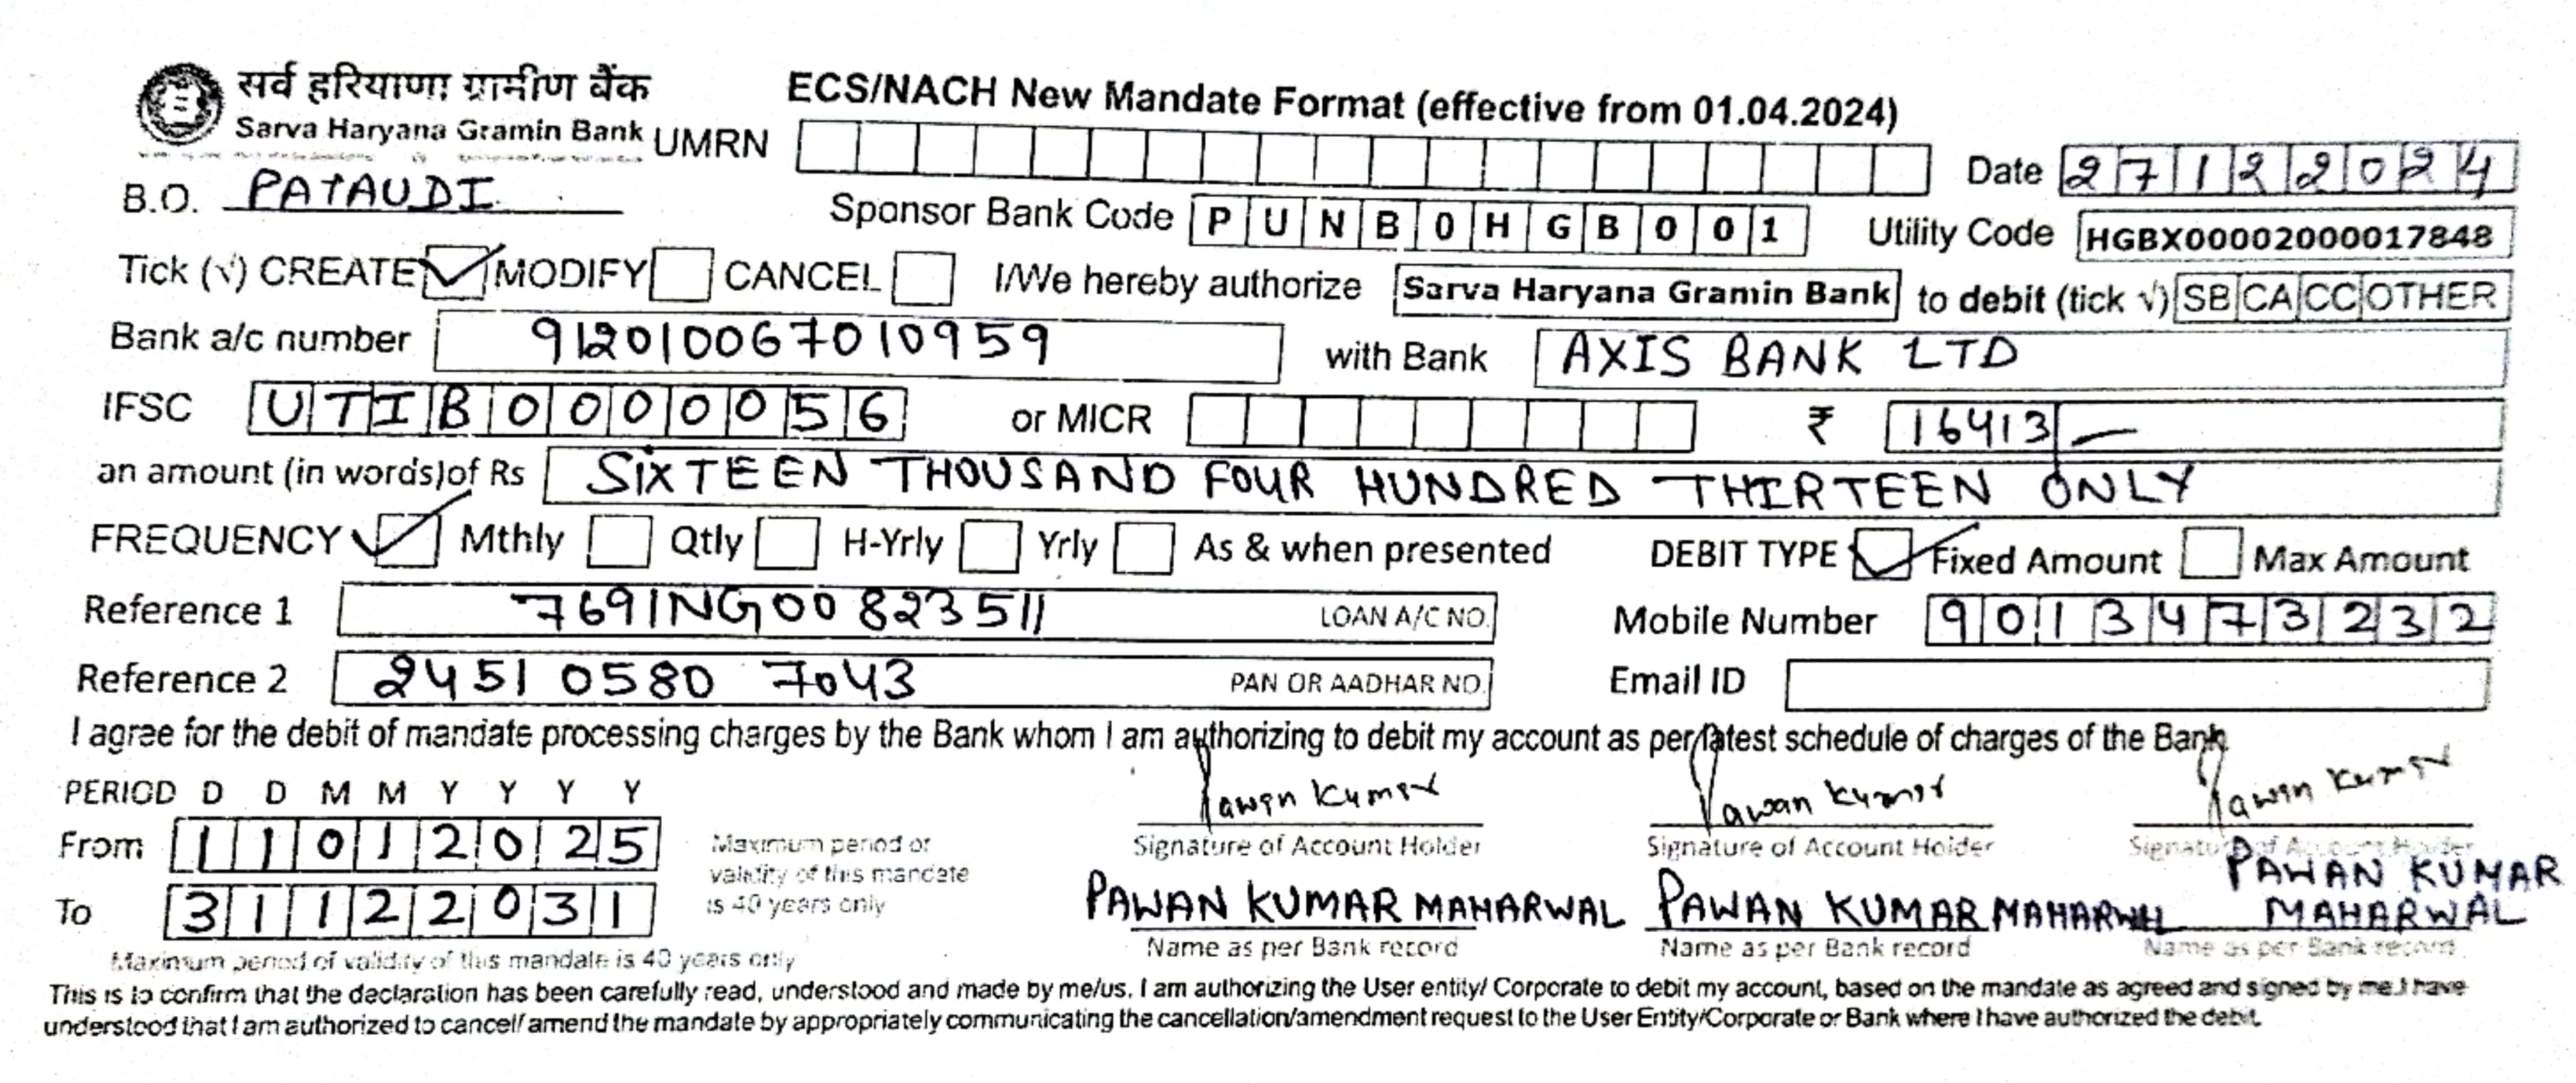 सर्व हरियाणा ग्रामीण बैंक
Sarva Haryana Gramin Bank
ECS/NACH New Mandate Format (effective from 01.04.2024)
UMRN
Date 27122024
B.O. PATAUDI
Sponsor Bank Code PUNB0HGB001
Utility Code HGBX00002000017848
Tick (√) CREATE ✓ MODIFY CANCEL I/We hereby authorize Sarva Haryana Gramin Bank to debit (tick √) SB CA CC OTHER
Bank a/c number 912010067010959 with Bank AXIS BANK LTD
IFSC UTIB0000056 or MICR ₹ 16413/-
an amount (in words)of Rs SIXTEEN THOUSAND FOUR HUNDRED THIRTEEN ONLY
FREQUENCY ✓ Mthly Qtly H-Yrly Yrly As & when presented DEBIT TYPE ✓ Fixed Amount Max Amount
Reference 1 7691NG00823511 LOAN A/C NO. Mobile Number 9013473232
Reference 2 2451 0580 7043 PAN OR AADHAR NO. Email ID
I agree for the debit of mandate processing charges by the Bank whom I am authorizing to debit my account as per latest schedule of charges of the Bank.
PERIOD D D M M Y Y Y Y
From 11012025
To 31122031
Maximum period or
validity of this mandate
is 40 years only
Maximum period of validity of this mandate is 40 years only
Pawan Kumar Pawan Kumar Pawan Kumar
Signature of Account Holder Signature of Account Holder Signature of Account Holder
PAWAN KUMAR MAHARWAL PAWAN KUMAR MAHARWAL PAWAN KUMAR MAHARWAL
Name as per Bank record Name as per Bank record Name as per Bank record
This is to confirm that the declaration has been carefully read, understood and made by me/us. I am authorizing the User entity/ Corporate to debit my account, based on the mandate as agreed and signed by me.I have
understood that I am authorized to cancel/amend the mandate by appropriately communicating the cancellation/amendment request to the User Entity/Corporate or Bank where I have authorized the debit.